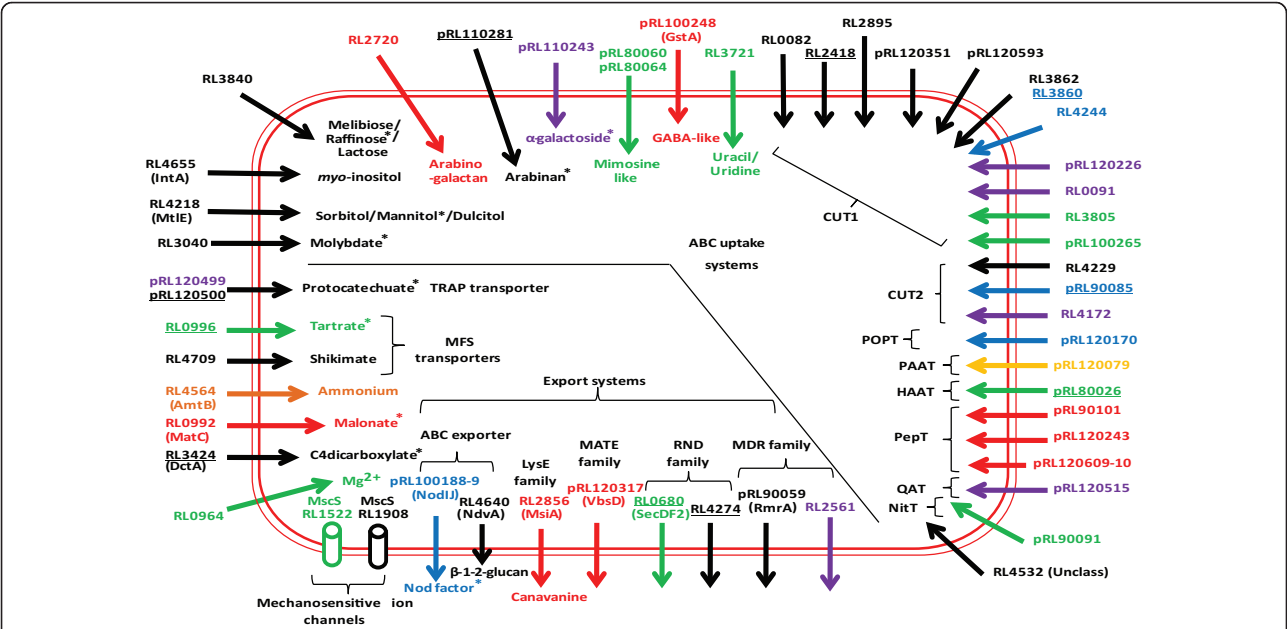 RL3840
RL2720
pRL110281
pRL110243
pRL80060
pRL80064
pRL100248
(GstA)
RL3721
RL0082
RL2418
RL2895
pRL120351
pRL120593
RL3862
RL3860
RL4244
Melibiose/
Raffinose*/
Lactose
Arabino
-galactan
Arabinan*
α-galactoside*
Mimosine
like
GABA-like
Uracil/
Uridine
RL4655
(IntA)
myo-inositol
RL4218
(MtlE)
Sorbitol/Mannitol*/Dulcitol
RL3040
Molybdate*
CUT1
ABC uptake
systems
pRL120226
RL0091
RL3805
pRL100265
RL4229
CUT2
pRL90085
RL4172
POPT
pRL120170
PAAT
pRL120079
HAAT
pRL80026
PepT
pRL90101
pRL120243
pRL120609-10
QAT
pRL120515
NitT
pRL90091
RL4532 (Unclass)
pRL120499
pRL120500
Protocatechuate* TRAP transporter
RL0996
Tartrate*
MFS
transporters
RL4709
Shikimate
RL4564
(AmtB)
Ammonium
RL0992
(MatC)
Malonate*
RL3424
(DctA)
C4dicarboxylate*
RL0964
Mg2+
MscS
RL1522
MscS
RL1908
Mechanosensitive ion
channels
Export systems
ABC exporter
pRL100188-9
(NodIJ)
Nod factor*
RL4640
(NdvA)
β-1-2-glucan
LysE
family
RL2856
(MsiA)
Canavanine
MATE
family
pRL120317
(VbsD)
RND
family
RL0680
(SecDF2)
RL4274
MDR family
pRL90059
(RmrA)
RL2561